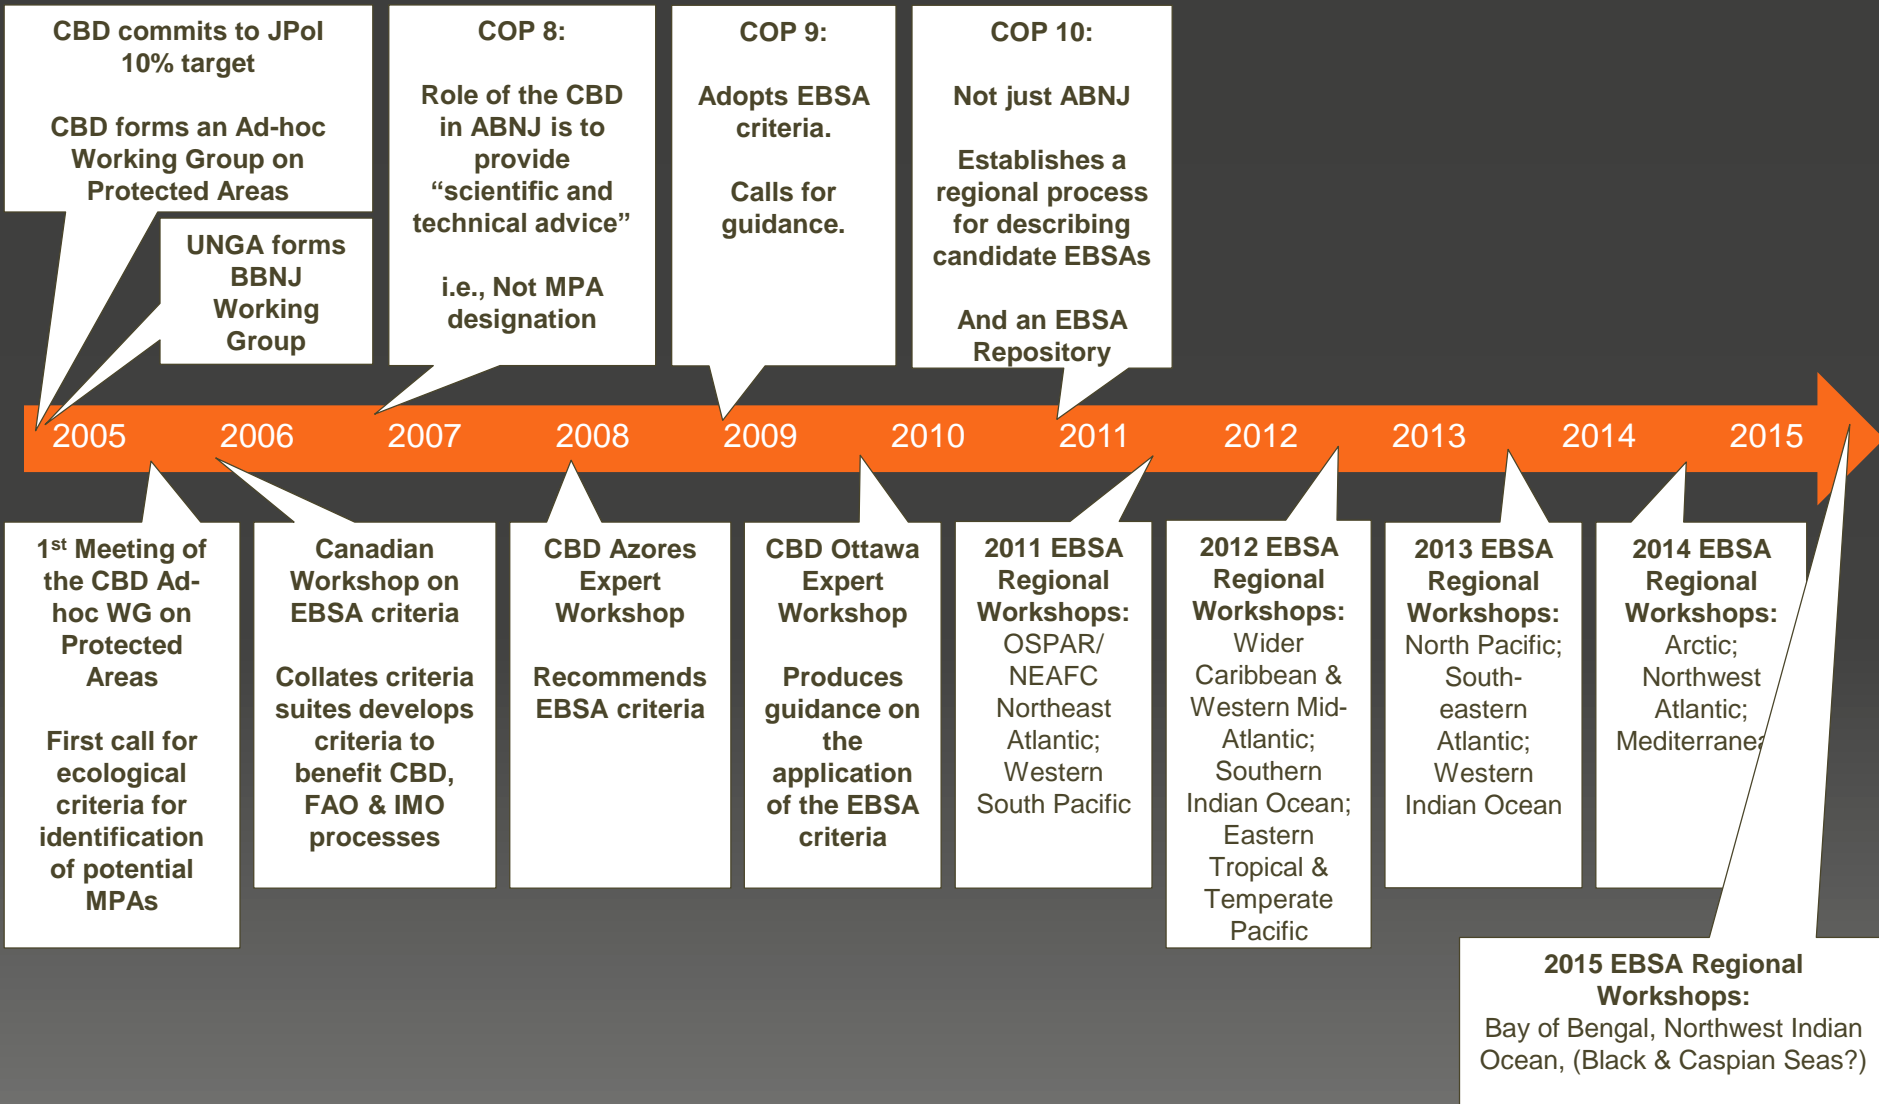 CBD commits to JPoI
10% target
CBD forms an Ad-hoc
Working Group on
Protected Areas
UNGA forms
BBNJ
Working
Group
COP 8:
Role of the CBD
in ABNJ is to
provide
“scientific and
technical advice”
i.e., Not MPA
designation
COP 9:
Adopts EBSA
criteria.
Calls for
guidance.
COP 10:
Not just ABNJ
Establishes a
regional process
for describing
candidate EBSAs
And an EBSA
Repository
2005 2006 2007 2008 2009 2010 2011 2012 2013 2014 2015
1st Meeting of
the CBD Ad-
hoc WG on
Protected
Areas
First call for
ecological
criteria for
identification
of potential
MPAs
Canadian
Workshop on
EBSA criteria
Collates criteria
suites develops
criteria to
benefit CBD,
FAO & IMO
processes
CBD Azores
Expert
Workshop
Recommends
EBSA criteria
CBD Ottawa
Expert
Workshop
Produces
guidance on
the
application
of the EBSA
criteria
2011 EBSA
Regional
Workshops:
OSPAR/
NEAFC
Northeast
Atlantic;
Western
South Pacific
2012 EBSA
Regional
Workshops:
Wider
Caribbean &
Western Mid-
Atlantic;
Southern
Indian Ocean;
Eastern
Tropical &
Temperate
Pacific
2013 EBSA
Regional
Workshops:
North Pacific;
South-
eastern
Atlantic;
Western
Indian Ocean
2014 EBSA
Regional
Workshops:
Arctic;
Northwest
Atlantic;
Mediterranea
2015 EBSA Regional
Workshops:
Bay of Bengal, Northwest Indian
Ocean, (Black & Caspian Seas?)